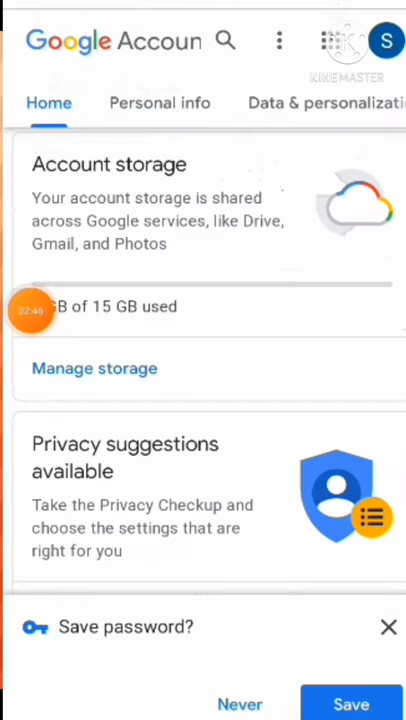 Google Accoun
S
KINEMASTER
Home
Personal info
Data & personalizati
Account storage
Your account storage is shared
across Google services, like Drive,
Gmail, and Photos
02:46
GB of 15 GB used
Manage storage
Privacy suggestions
available
Take the Privacy Checkup and
choose the settings that are
right for you
Save password?
Never
Save